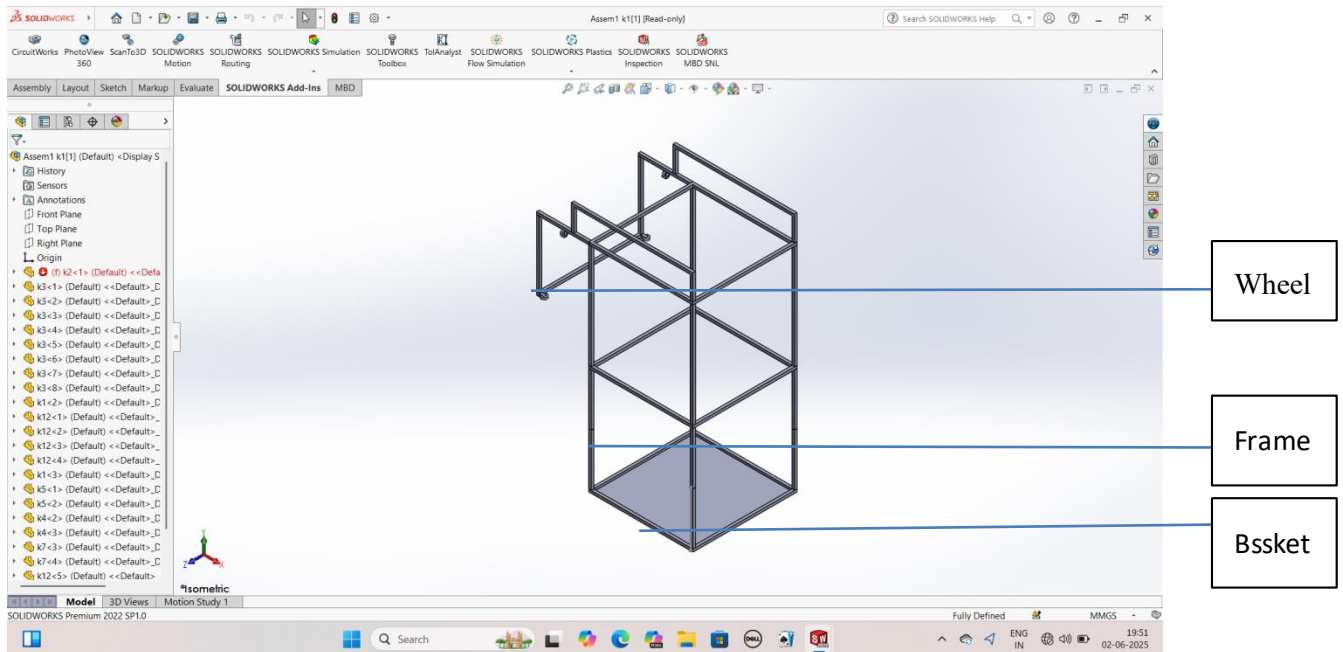 SOLIDWORKS
Assem1 k1[1] [Read-only]
Search SOLIDWORKS Help
CircuitWorks
PhotoView 360
ScanTo3D
SOLIDWORKS Motion
SOLIDWORKS Routing
SOLIDWORKS Simulation
SOLIDWORKS Toolbox
TolAnalyst
SOLIDWORKS Flow Simulation
SOLIDWORKS Plastics
SOLIDWORKS Inspection
SOLIDWORKS MBD SNL
Assembly Layout Sketch Markup Evaluate SOLIDWORKS Add-Ins MBD
Assem1 k1[1] (Default) <Display S
History
Sensors
Annotations
Front Plane
Top Plane
Right Plane
Origin
(f) k2<1> (Default) <<Defa
k3<1> (Default) <<Default>_D
k3<2> (Default) <<Default>_D
k3<3> (Default) <<Default>_D
k3<4> (Default) <<Default>_D
k3<5> (Default) <<Default>_D
k3<6> (Default) <<Default>_D
k3<7> (Default) <<Default>_D
k3<8> (Default) <<Default>_D
k1<2> (Default) <<Default>_D
k12<1> (Default) <<Default>_
k12<2> (Default) <<Default>_
k12<3> (Default) <<Default>_
k12<4> (Default) <<Default>_
k1<3> (Default) <<Default>_D
k5<1> (Default) <<Default>_D
k5<2> (Default) <<Default>_D
k4<2> (Default) <<Default>_D
k4<3> (Default) <<Default>_D
k7<3> (Default) <<Default>_D
k7<4> (Default) <<Default>_D
k12<5> (Default) <<Default>
Wheel
Frame
Bssket
Y
Z
X
*Isometric
Model 3D Views Motion Study 1
SOLIDWORKS Premium 2022 SP1.0
Fully Defined
MMGS
Search
DELL
SW
ENG
IN
19:51
02-06-2025